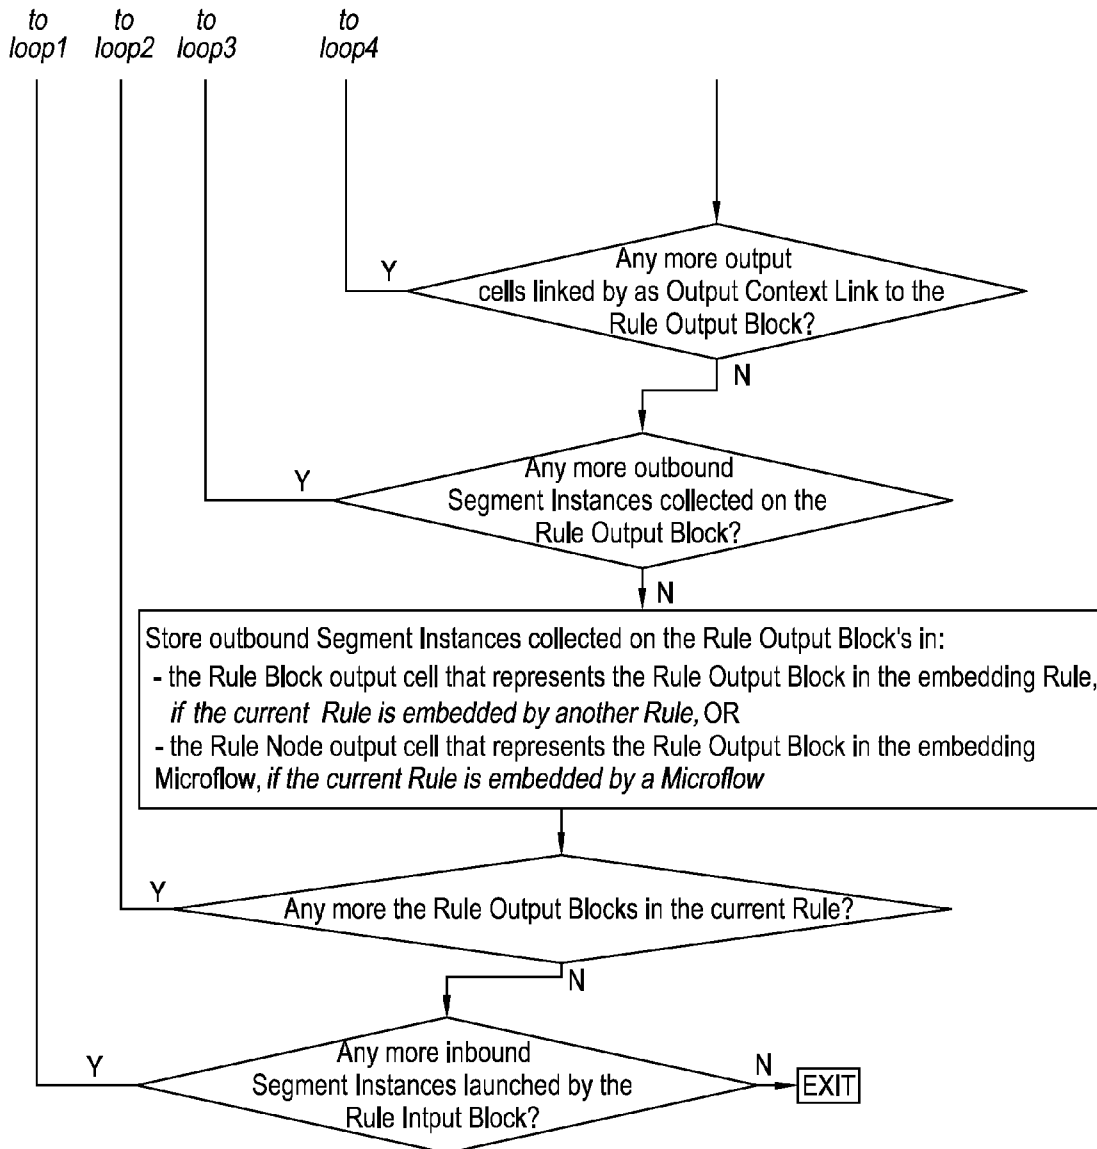 to
loop1
to
loop2
to
loop3
to
loop4
Any more output
cells linked by as Output Context Link to the
Rule Output Block?
Y
N
Any more outbound
Segment Instances collected on the
Rule Output Block?
Y
N
Store outbound Segment Instances collected on the Rule Output Block's in:
- the Rule Block output cell that represents the Rule Output Block in the embedding Rule,
if the current Rule is embedded by another Rule, OR
- the Rule Node output cell that represents the Rule Output Block in the embedding
Microflow, if the current Rule is embedded by a Microflow
Y
Any more the Rule Output Blocks in the current Rule?
N
Any more inbound
Segment Instances launched by the
Rule Intput Block?
Y
N
EXIT